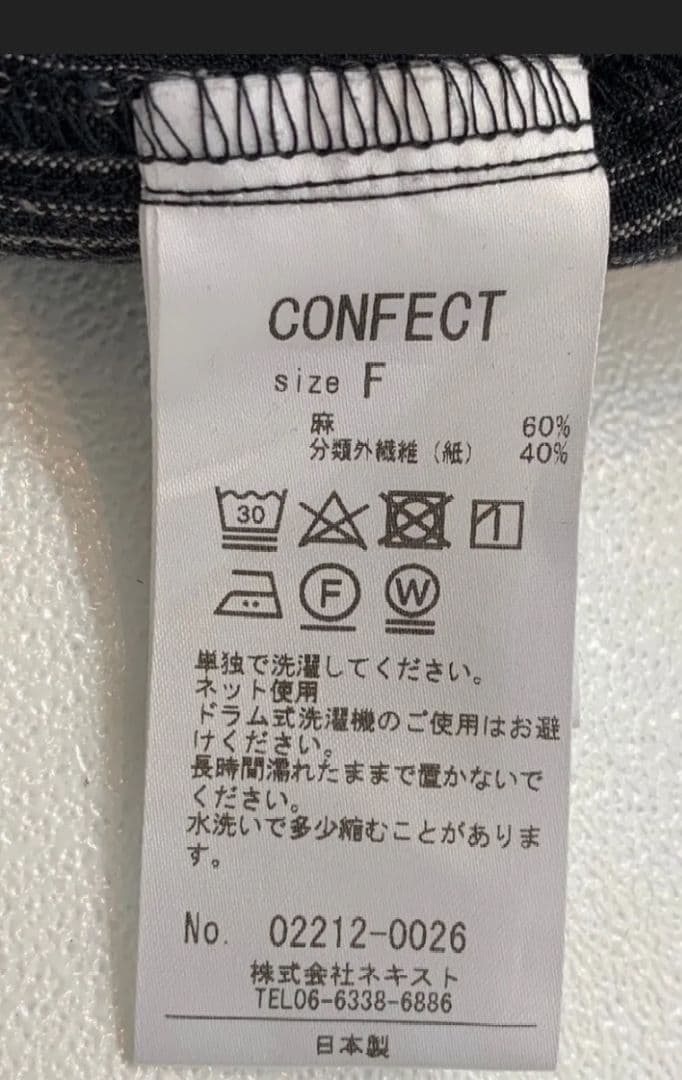 CONFECT
size F
麻 60%
分類外繊維（紙） 40%
30
F W
単独で洗濯してください。
ネット使用
ドラム式洗濯機のご使用はお避
けください。
長時間濡れたままで置かないで
ください。
水洗いで多少縮むことがありま
す。
No. 02212-0026
株式会社ネキスト
TEL06-6338-6886
日本製